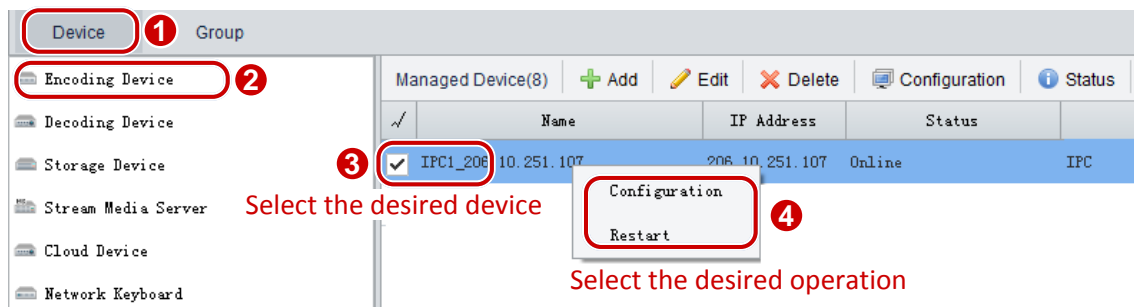 Device 1 Group
Encoding Device 2
Managed Device(8) Add Edit Delete Configuration Status
Decoding Device
Name IP Address Status
Storage Device
3 IPC1_206.10.251.107 206.10.251.107 Online IPC
Stream Media Server
Select the desired device
Configuration
4
Restart
Cloud Device
Select the desired operation
Network Keyboard